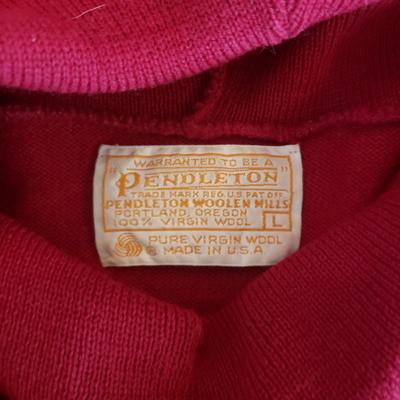 WARRANTED TO BE A
"PENDLETON"
TRADE MARK REG. U.S. PAT. OFF.
PENDLETON WOOLEN MILLS
PORTLAND, OREGON
100% VIRGIN WOOL L
PURE VIRGIN WOOL
® MADE IN U.S.A